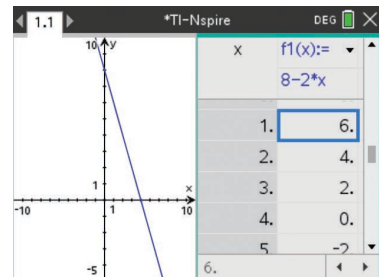 1.1 *TI-Nspire DEG
10 y
1
x
-10 1 10
-5
x f1(x):=
8-2*x
1. 6.
2. 4.
3. 2.
4. 0.
5. -2.
6.